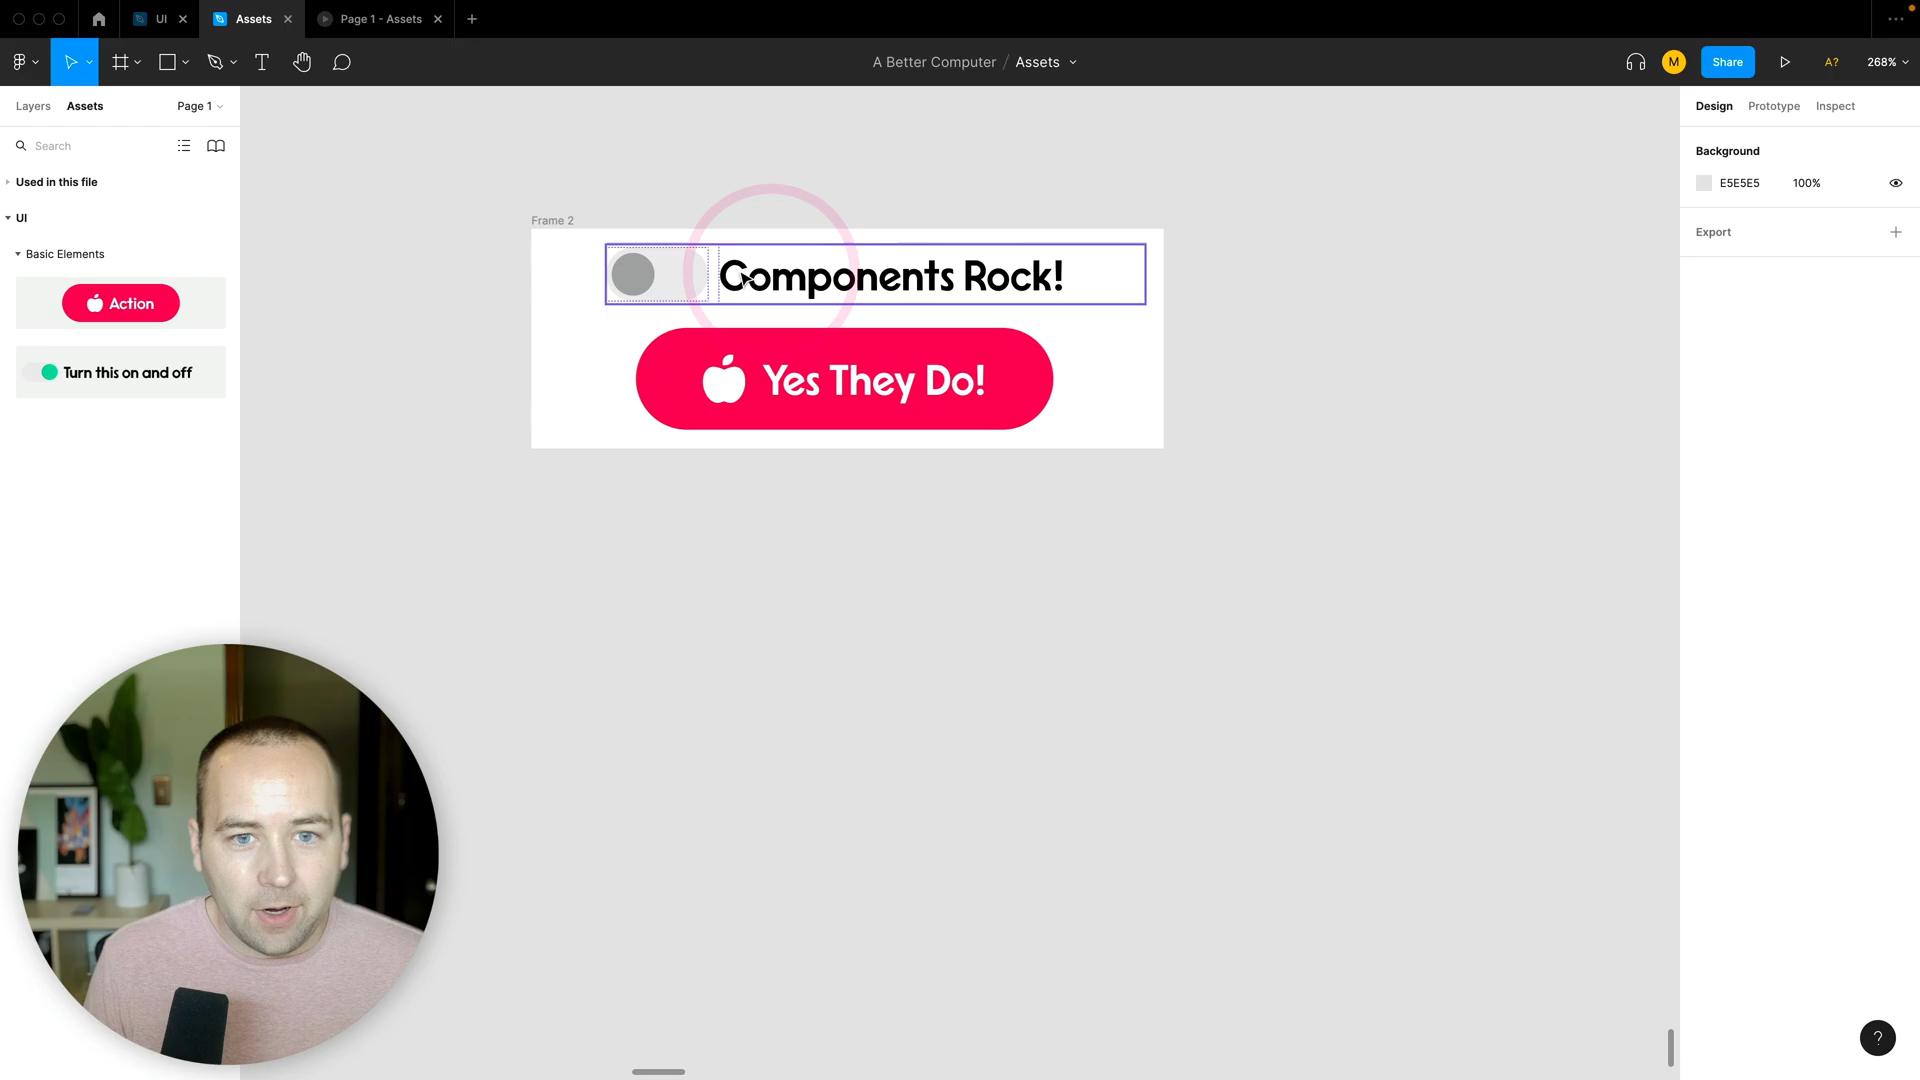 UI
Assets
Page 1 - Assets
A Better Computer / Assets
M
Share
A?
268%
Layers
Assets
Page 1
Design
Prototype
Inspect
Search
Background
E5E5E5
100%
Used in this file
UI
Export
Basic Elements
Action
Turn this on and off
Frame 2
Components Rock!
Yes They Do!
?